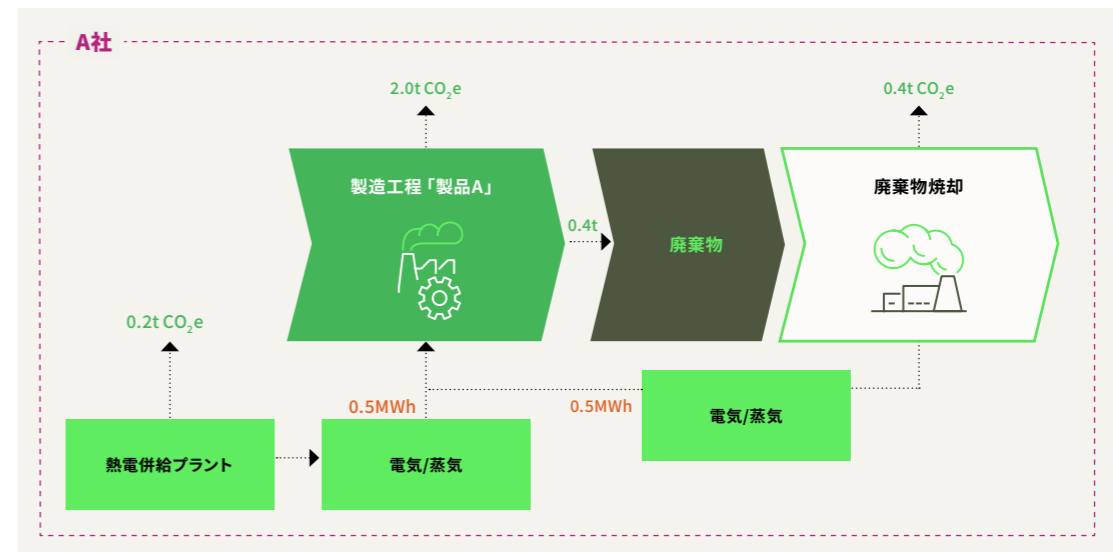 A社
2.0t CO₂e
0.4t CO₂e
製造工程「製品A」
廃棄物焼却
0.4t
廃棄物
0.2t CO₂e
0.5MWh
0.5MWh
電気/蒸気
熱電併給プラント
電気/蒸気